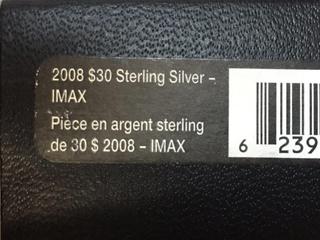 2008 $30 Sterling Silver –
IMAX
Pièce en argent sterling
de 30 $ 2008 – IMAX
6 239